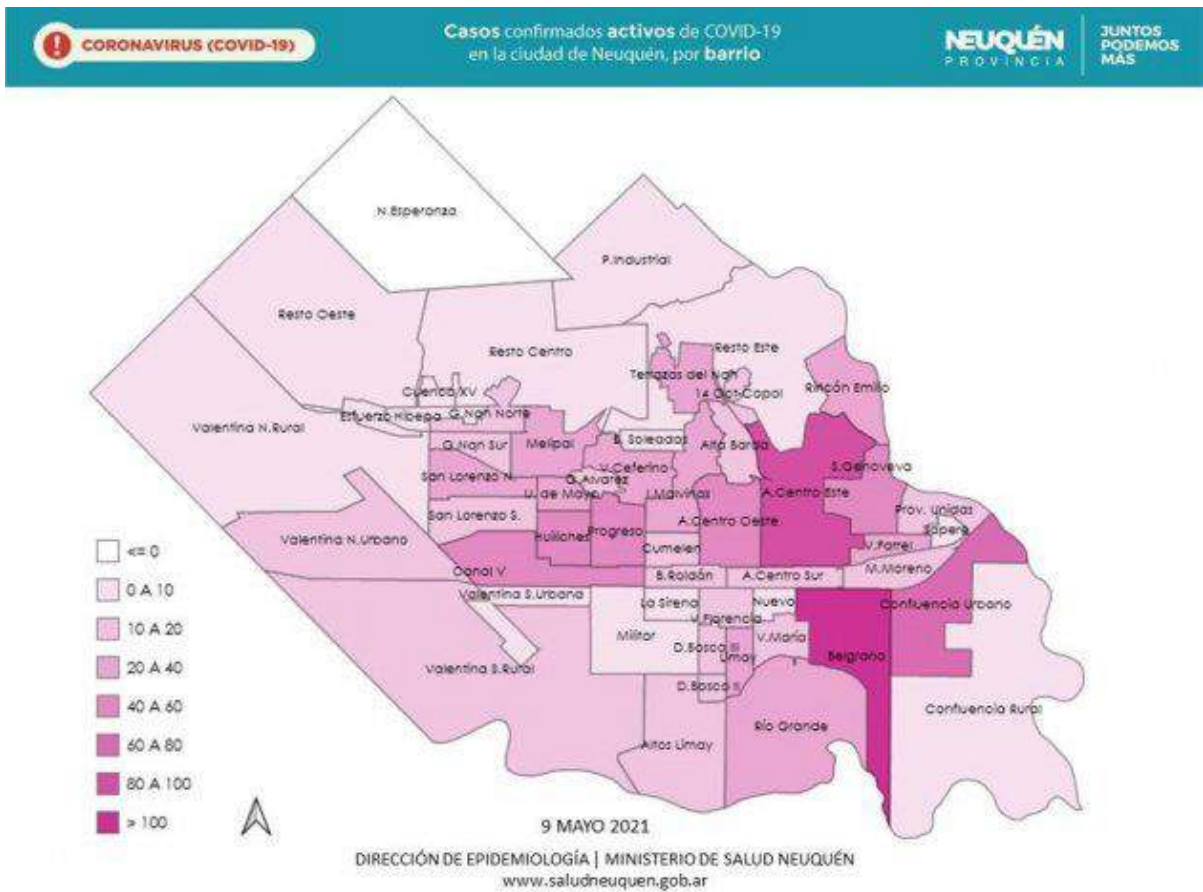 CORONAVIRUS (COVID-19)
Casos confirmados activos de COVID-19
en la ciudad de Neuquén, por barrio
NEUQUÉN
PROVINCIA
JUNTOS
PODEMOS
MÁS
N.Esperanza
P.Industrial
Resto Oeste
Resto Centro
Resto Este
Terrazas del Nqn
14 Oct-Copol
Rincón Emilio
Cuenca XV
Esfuerzo Hibepa
G.Nqn Norte
Valentina N.Rural
G.Nqn Sur
Melipal
B. Soleadas
Alta Barda
San Lorenzo N.
V.Ceferino
G.Alvarez
S.Genoveva
U. de Mayo
I.Malvinas
A.Centro Este
San Lorenzo S.
Prov. Unidas
Sapere
Valentina N.Urbano
Huiliches
Progreso
A.Centro Oeste
Cumelen
V.Farrel
Canal V
B.Roldán
A.Centro Sur
M.Moreno
Valentina S.Urbana
La Sirena
Nuevo
Confluencia Urbano
Militar
V.Florencia
V.María
D.Bosco III
Limay
Belgrano
Valentina S.Rural
D.Bosco II
Confluencia Rural
Altos Limay
Río Grande
<= 0
0 A 10
10 A 20
20 A 40
40 A 60
60 A 80
80 A 100
> 100
9 MAYO 2021
DIRECCIÓN DE EPIDEMIOLOGÍA | MINISTERIO DE SALUD NEUQUÉN
www.saludneuquen.gob.ar